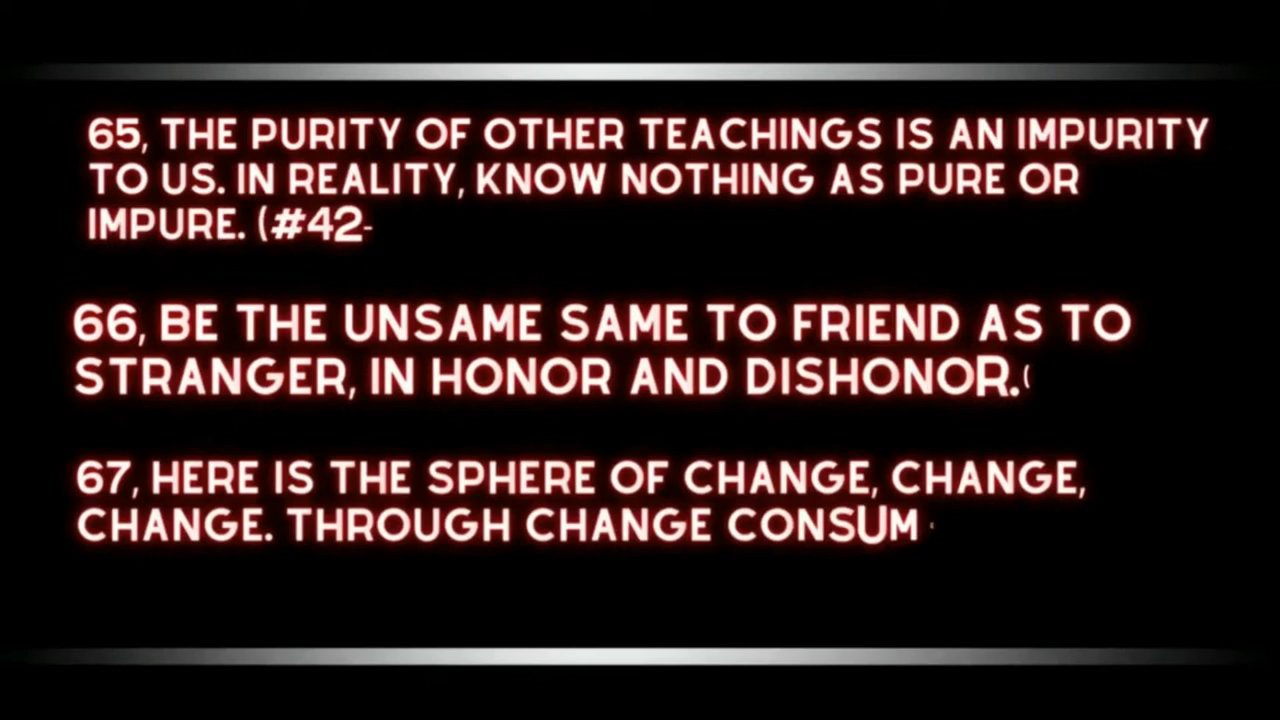 65, THE PURITY OF OTHER TEACHINGS IS AN IMPURITY
TO US. IN REALITY, KNOW NOTHING AS PURE OR
IMPURE. (#42-
66, BE THE UNSAME SAME TO FRIEND AS TO
STRANGER, IN HONOR AND DISHONOR.(
67, HERE IS THE SPHERE OF CHANGE, CHANGE,
CHANGE. THROUGH CHANGE CONSUM